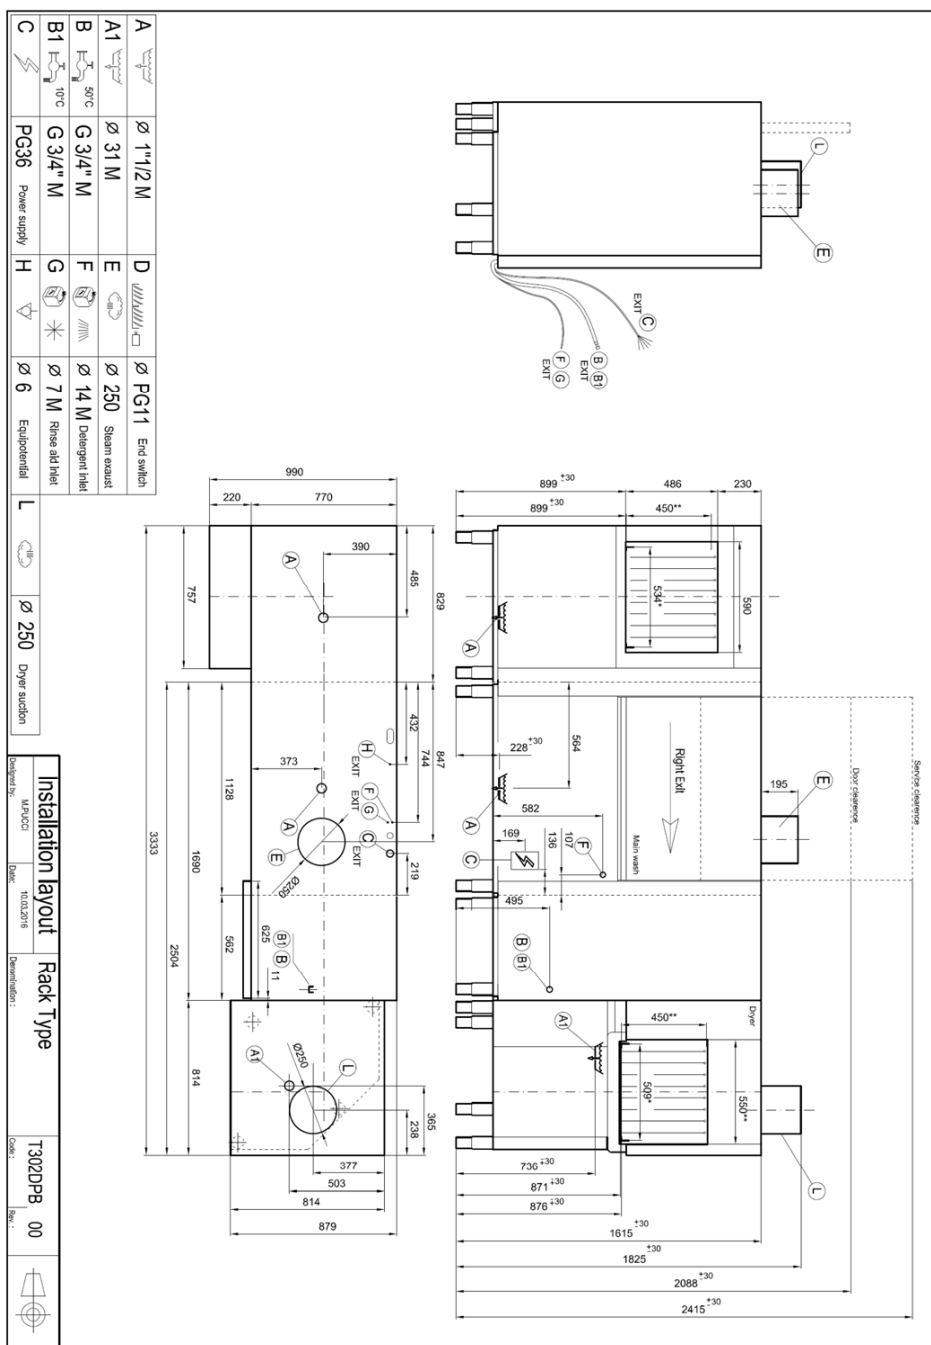 A Ø 1"1/2 M
D Ø PG11 End switch
A1 Ø 31 M
E Ø 250 Steam exaust
B 50°C G 3/4" M
F Ø 14 M Detergent inlet
B1 10°C G 3/4" M
G Ø 7 M Rinse aid inlet
C PG36 Power supply
H Ø 6 Equipotential
L Ø 250 Dryer suction
L
E
EXIT C
B B1
EXIT
F G
EXIT
990
220
770
390
485
829
757
A
432
744
847
373
1128
1690
3333
2504
H
EXIT
F
G
EXIT
A
C
EXIT
E
Ø250
219
562
625
11
B1 B
814
A1
Ø250
L
365
238
377
503
814
879
899 ±30
486
230
899 ±30
450**
534*
590
A
228 ±30
564
A
582
169
136
107
C
F
495
Right Exit
Main wash
195
E
Door clearence
Service clearence
B
B1
Dryer
A1
450**
509*
550**
L
736 ±30
871 ±30
876 ±30
1615 ±30
1825 ±30
2088 ±30
2415 ±30
Installation layout
Rack Type
T302DPB 00
Designed by: M.PUCCI
Date: 10.03.2016
Denomination :
Code :
Rev. :